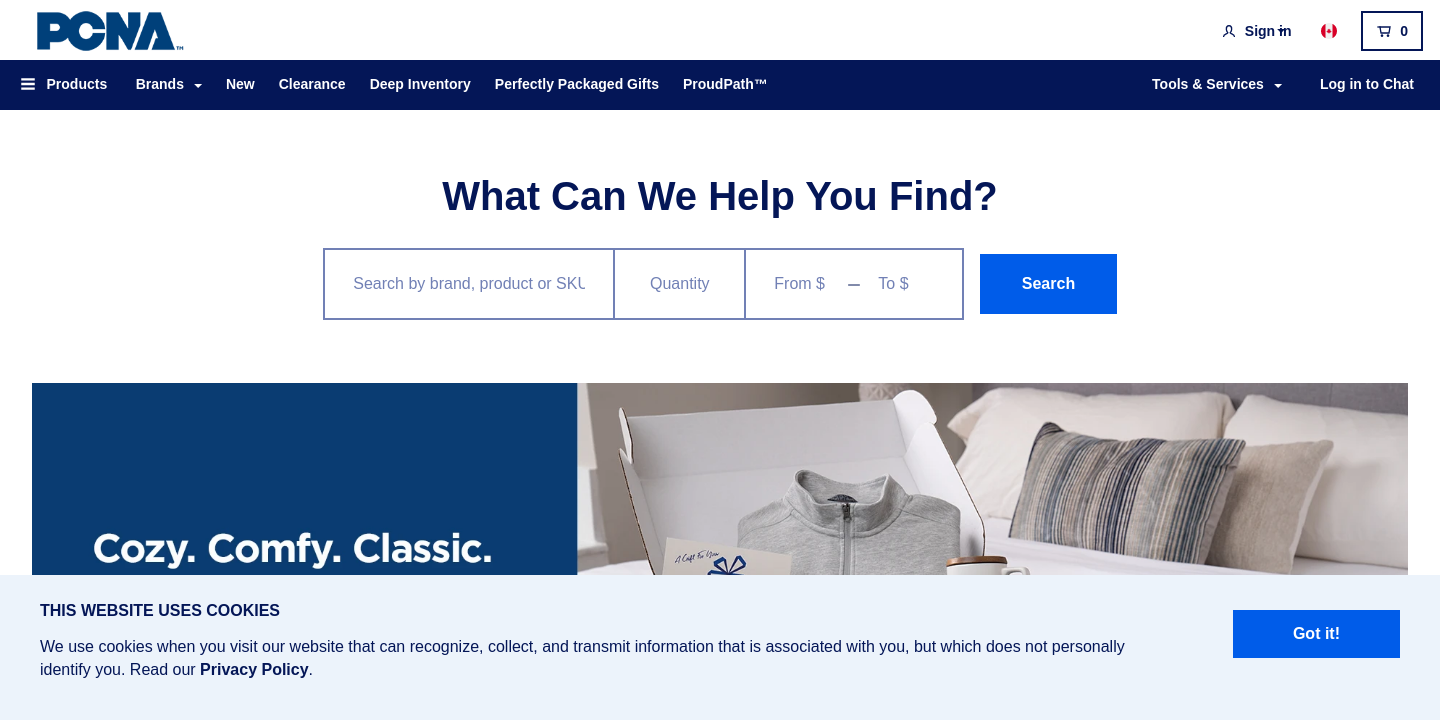 PCNA™
Sign in
0
Products
Brands
New
Clearance
Deep Inventory
Perfectly Packaged Gifts
ProudPath™
Tools & Services
Log in to Chat
What Can We Help You Find?
Search by brand, product or SKU
Quantity
From $
To $
Search
Cozy. Comfy. Classic.
A Gift For You
THIS WEBSITE USES COOKIES
We use cookies when you visit our website that can recognize, collect, and transmit information that is associated with you, but which does not personally
identify you. Read our Privacy Policy.
Got it!